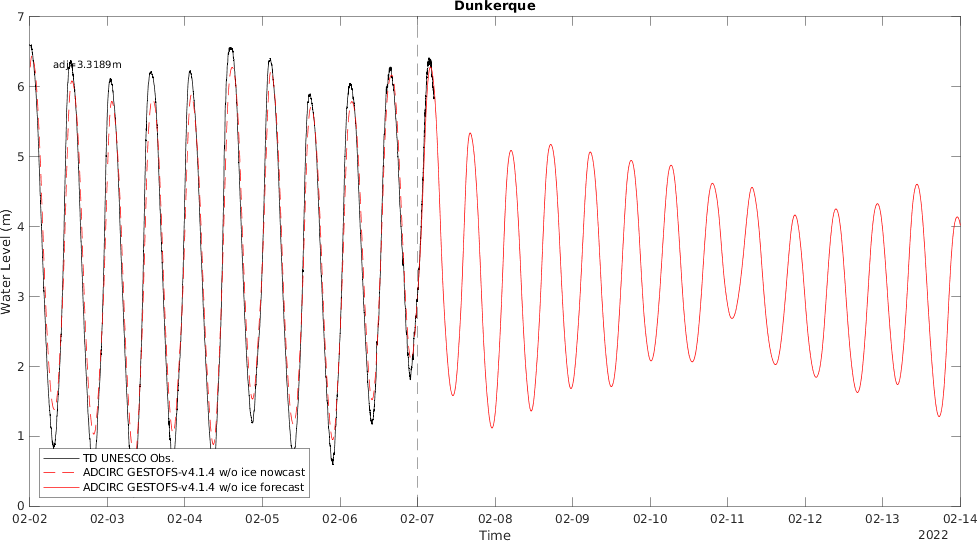 Dunkerque
7
6
5
4
3
2
1
0
Water Level (m)
adj=3.3189m
TD UNESCO Obs.
ADCIRC GESTOFS-v4.1.4 w/o ice nowcast
ADCIRC GESTOFS-v4.1.4 w/o ice forecast
02-02 02-03 02-04 02-05 02-06 02-07 02-08 02-09 02-10 02-11 02-12 02-13 02-14
Time
2022